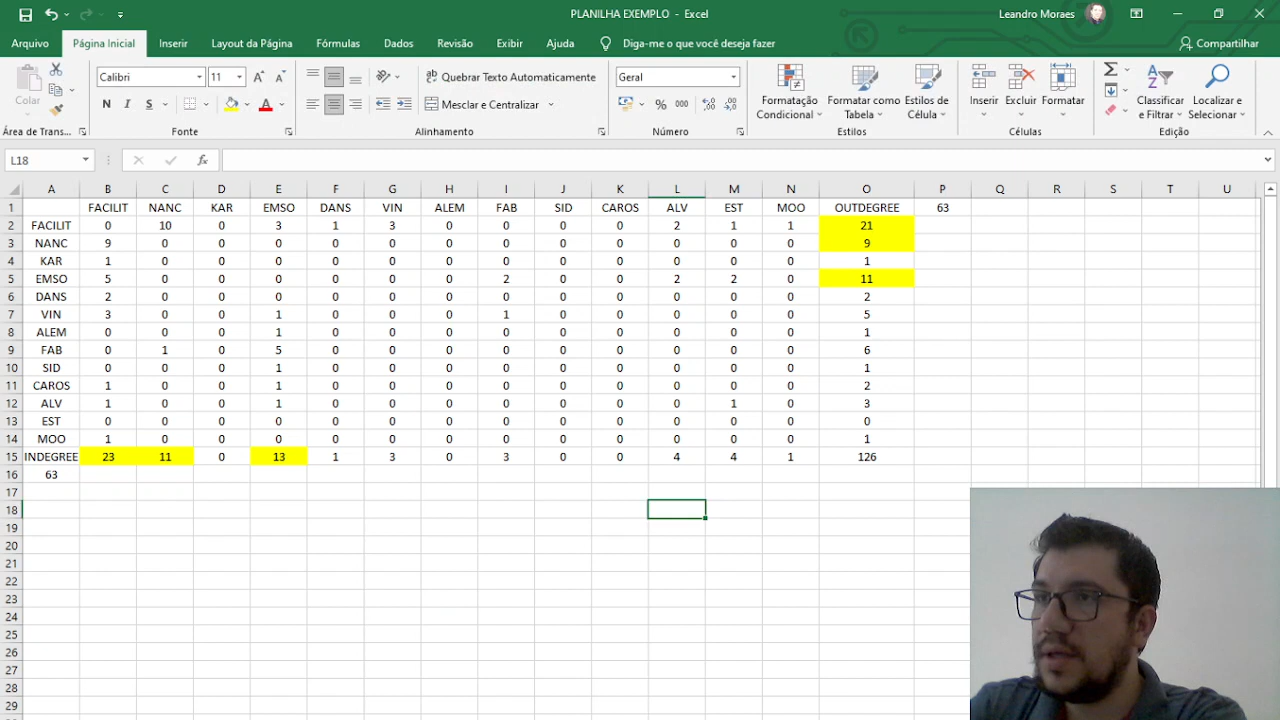 PLANILHA EXEMPLO - Excel
Leandro Moraes
Arquivo Página Inicial Inserir Layout da Página Fórmulas Dados Revisão Exibir Ajuda Diga-me o que você deseja fazer Compartilhar
Colar
Calibri 11
N I S
Quebrar Texto Automaticamente
Mesclar e Centralizar
Geral
% 000
Formatação Condicional
Formatar como Tabela
Estilos de Célula
Inserir Excluir Formatar
Classificar e Filtrar
Localizar e Selecionar
Área de Trans... Fonte Alinhamento Número Estilos Células Edição
L18 fx
A B C D E F G H I J K L M N O P Q R S T U
1 FACILIT NANC KAR EMSO DANS VIN ALEM FAB SID CAROS ALV EST MOO OUTDEGREE 63
2 FACILIT 0 10 0 3 1 3 0 0 0 0 2 1 1 21
3 NANC 9 0 0 0 0 0 0 0 0 0 0 0 0 9
4 KAR 1 0 0 0 0 0 0 0 0 0 0 0 0 1
5 EMSO 5 0 0 0 0 0 0 2 0 0 2 2 0 11
6 DANS 2 0 0 0 0 0 0 0 0 0 0 0 0 2
7 VIN 3 0 0 1 0 0 0 1 0 0 0 0 0 5
8 ALEM 0 0 0 1 0 0 0 0 0 0 0 0 0 1
9 FAB 0 1 0 5 0 0 0 0 0 0 0 0 0 6
10 SID 0 0 0 1 0 0 0 0 0 0 0 0 0 1
11 CAROS 1 0 0 1 0 0 0 0 0 0 0 0 0 2
12 ALV 1 0 0 1 0 0 0 0 0 0 0 1 0 3
13 EST 0 0 0 0 0 0 0 0 0 0 0 0 0 0
14 MOO 1 0 0 0 0 0 0 0 0 0 0 0 0 1
15 INDEGREE 23 11 0 13 1 3 0 3 0 0 4 4 1 126
16 63
17
18
19
20
21
22
23
24
25
26
27
28
29